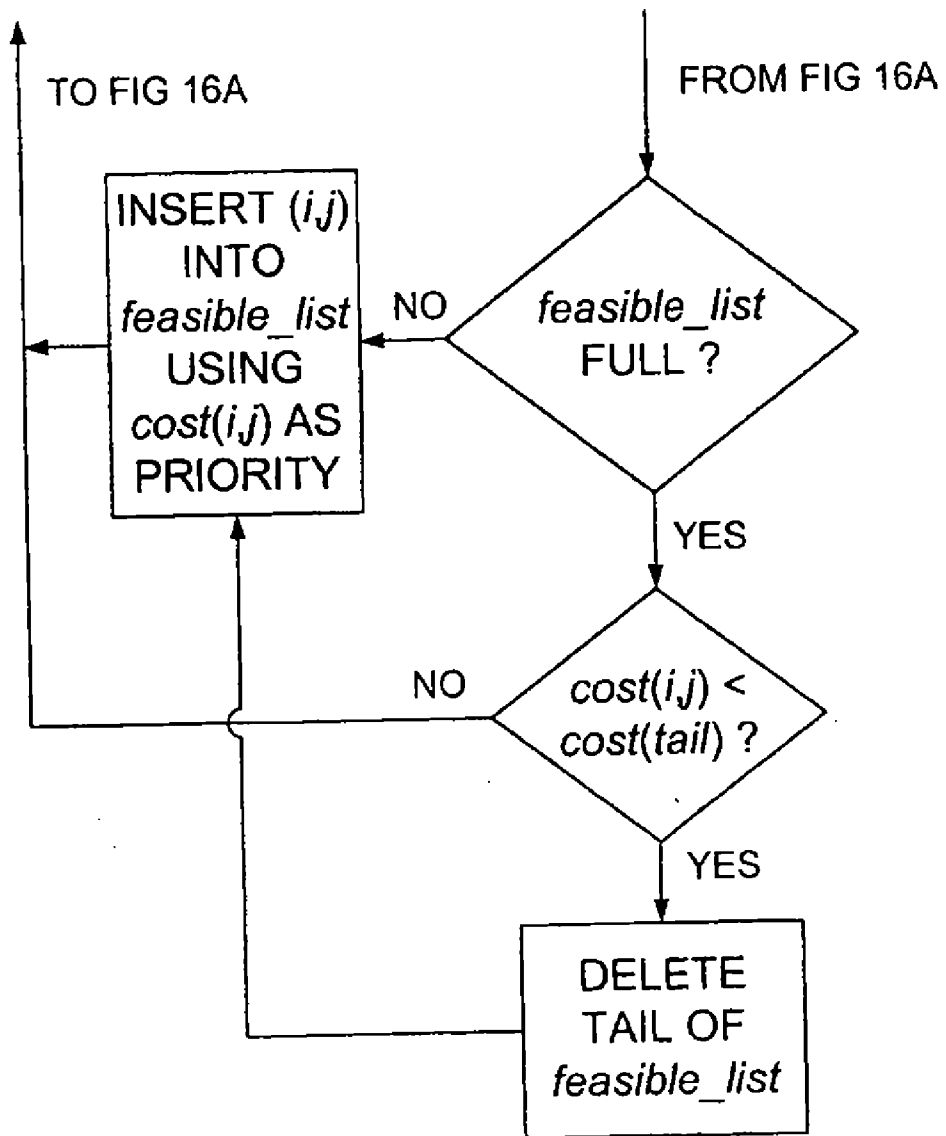 TO FIG 16A
FROM FIG 16A
INSERT (i,j)
INTO
feasible_list
USING
cost(i,j) AS
PRIORITY
NO
feasible_list
FULL ?
YES
NO
cost(i,j) <
cost(tail) ?
YES
DELETE
TAIL OF
feasible_list